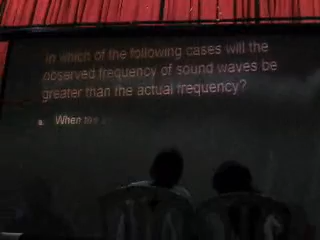 In which of the following cases will the
observed frequency of sound waves be
greater than the actual frequency?
a. When the